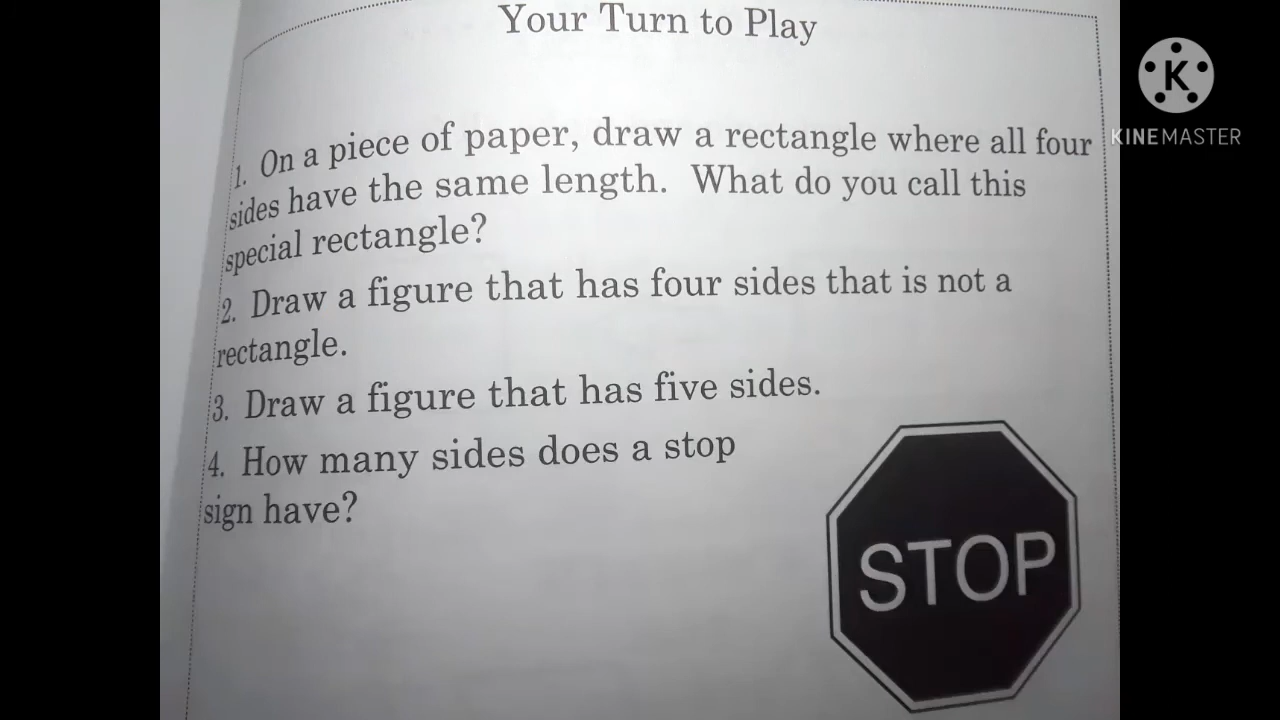 Your Turn to Play
1. On a piece of paper, draw a rectangle where all four
sides have the same length. What do you call this
special rectangle?
2. Draw a figure that has four sides that is not a
rectangle.
3. Draw a figure that has five sides.
4. How many sides does a stop
sign have?
STOP
K
KINEMASTER